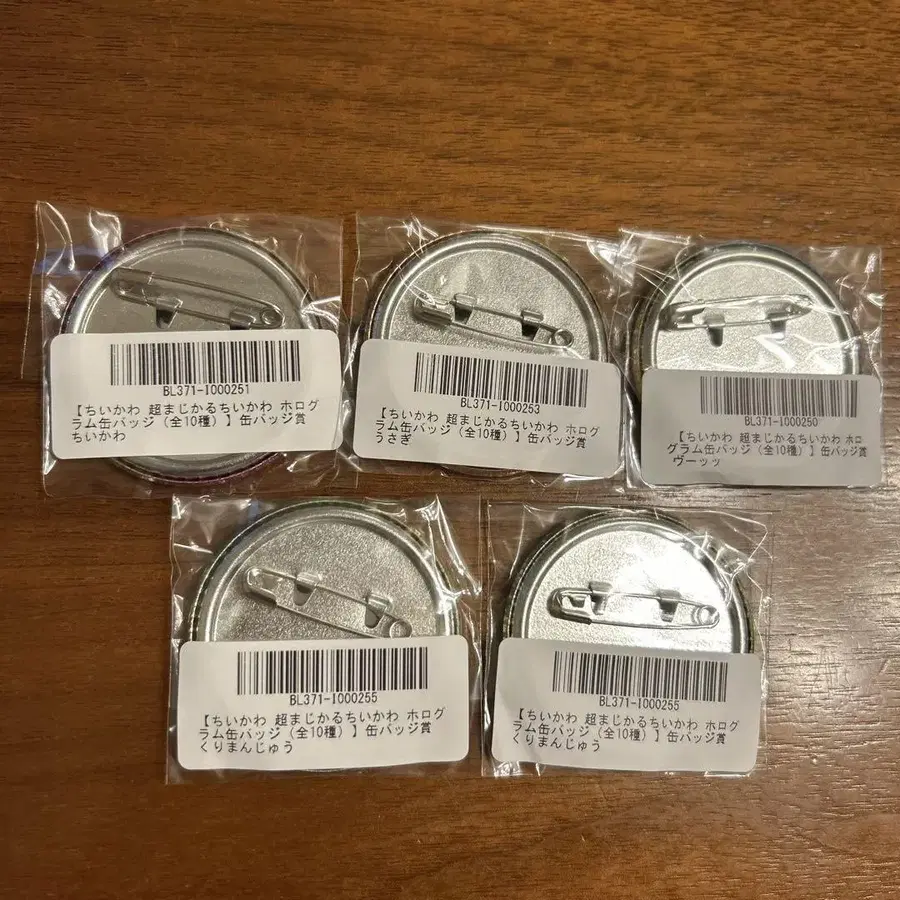 BL371-I000251
【ちいかわ 超まじかるちいかわ ホログ
ラム缶バッジ（全10種）】缶バッジ賞
ちいかわ
BL371-I000253
【ちいかわ 超まじかるちいかわ ホログ
ラム缶バッジ（全10種）】缶バッジ賞
うさぎ
BL371-I000250
【ちいかわ 超まじかるちいかわ ホロ
グラム缶バッジ（全10種）】缶バッジ賞
ヴーッッ
BL371-I000255
【ちいかわ 超まじかるちいかわ ホログ
ラム缶バッジ（全10種）】缶バッジ賞
くりまんじゅう
BL371-I000255
【ちいかわ 超まじかるちいかわ ホログ
ラム缶バッジ（全10種）】缶バッジ賞
くりまんじゅう